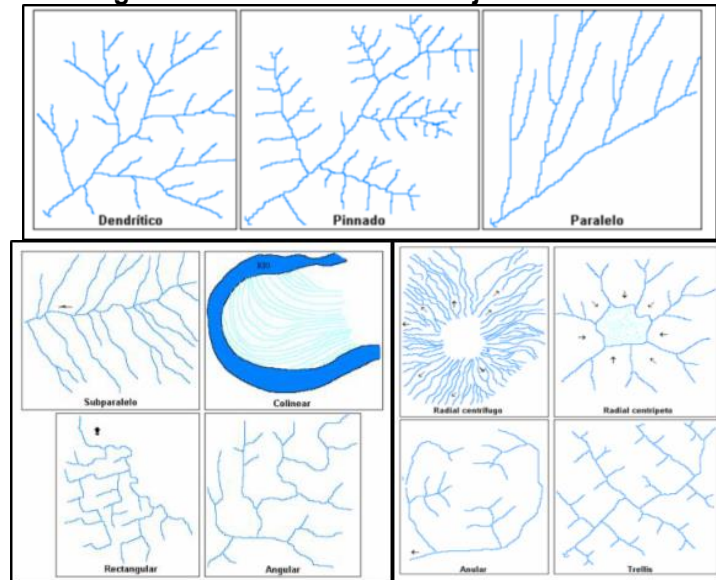 Dendrítico
Pinnado
Paralelo
Subparalelo
Colinear
Radial centrífugo
Radial centrípeto
Rectangular
Angular
Anular
Trellis